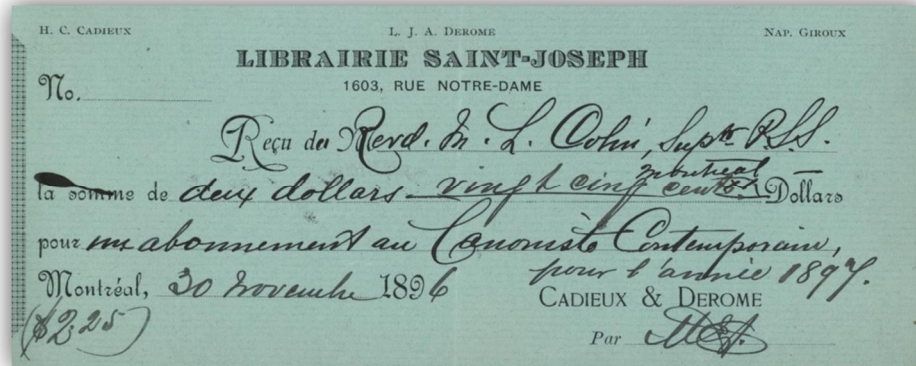 H. C. CADIEUX L. J. A. DEROME NAP. GIROUX
LIBRAIRIE SAINT-JOSEPH
1603, RUE NOTRE-DAME
No.
Reçu de Revd. M. L. Colin, Supr P.S.S.
Montréal
la somme de deux dollars vingt cinq cents Dollars
pour un abonnement au Canoniste Contemporain,
pour l'année 1897.
Montréal, 30 Novembre 1896
CADIEUX & DEROME
($2,25) Par